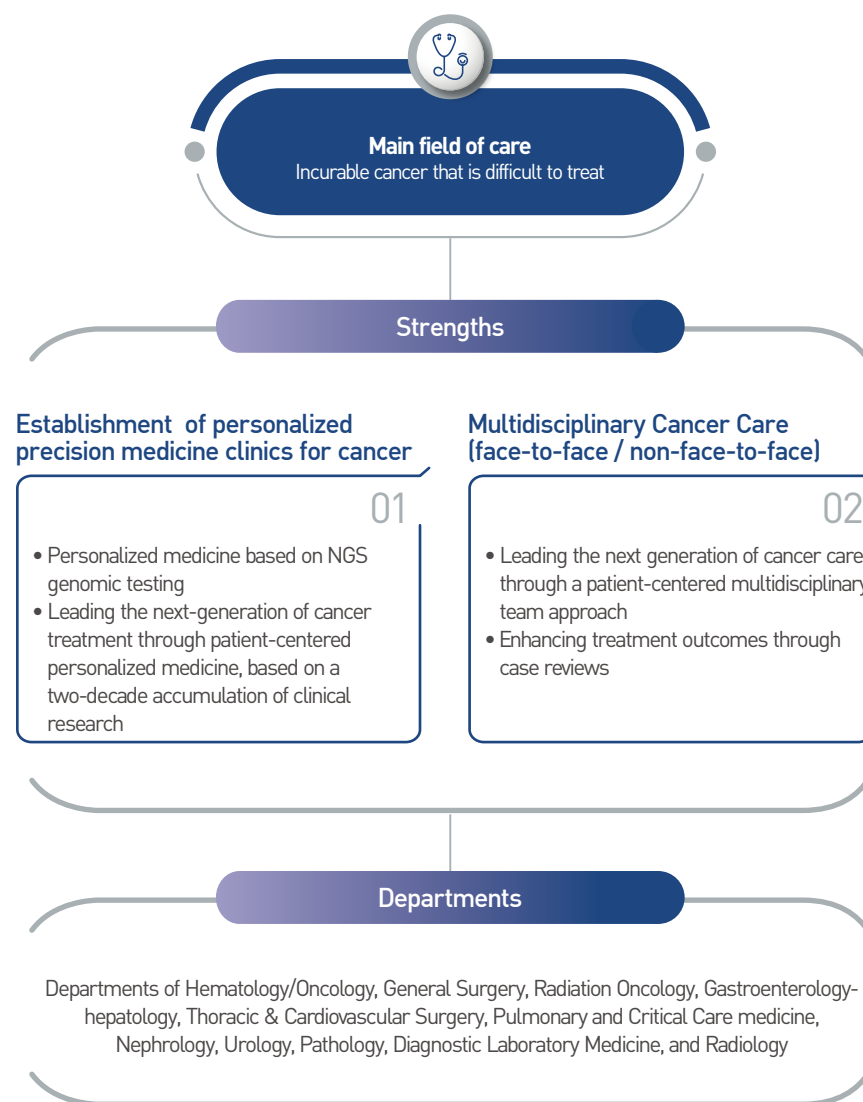 Main field of care
Incurable cancer that is difficult to treat
Strengths
Establishment of personalized
precision medicine clinics for cancer
01
• Personalized medicine based on NGS
genomic testing
• Leading the next-generation of cancer
treatment through patient-centered
personalized medicine, based on a
two-decade accumulation of clinical
research
Multidisciplinary Cancer Care
(face-to-face / non-face-to-face)
02
• Leading the next generation of cancer care
through a patient-centered multidisciplinary
team approach
• Enhancing treatment outcomes through
case reviews
Departments
Departments of Hematology/Oncology, General Surgery, Radiation Oncology, Gastroenterology-
hepatology, Thoracic & Cardiovascular Surgery, Pulmonary and Critical Care medicine,
Nephrology, Urology, Pathology, Diagnostic Laboratory Medicine, and Radiology